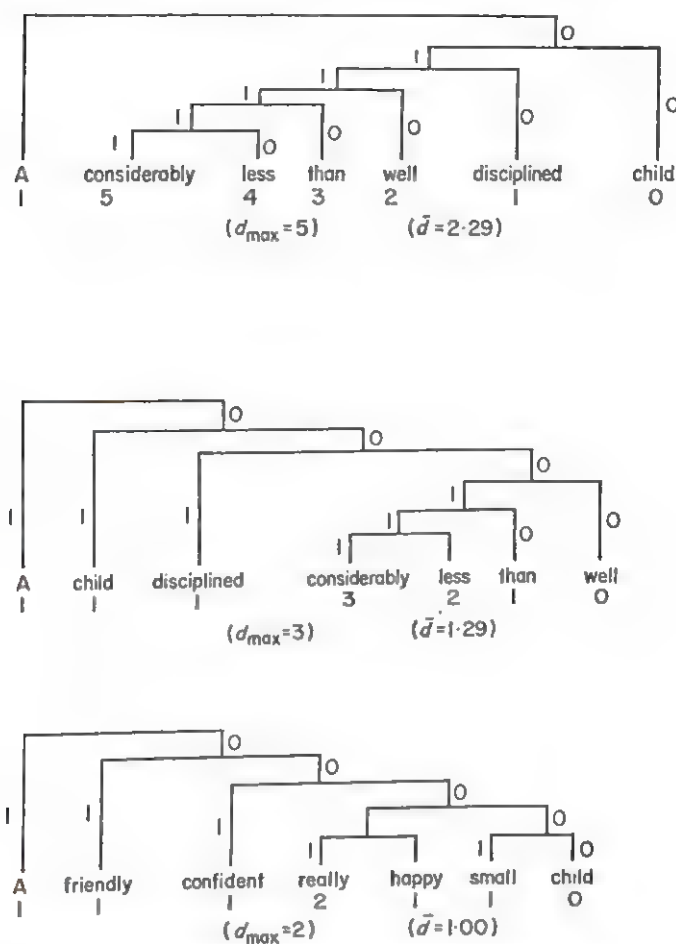 0
1
1
1
1 0 0 0
1 0 0
A considerably less than well disciplined child
1 5 4 3 2 1 0
(d_max=5) (d̄=2·29)
0
0
0
1
1 1 1 1 0 0
1
A child disciplined considerably less than well
1 1 1 3 2 1 0
(d_max=3) (d̄=1·29)
0
0
0
1 1 1 0
1 1 0
A friendly confident really happy small child
1 1 1 2 1 1 0
(d_max=2) (d̄=1·00)